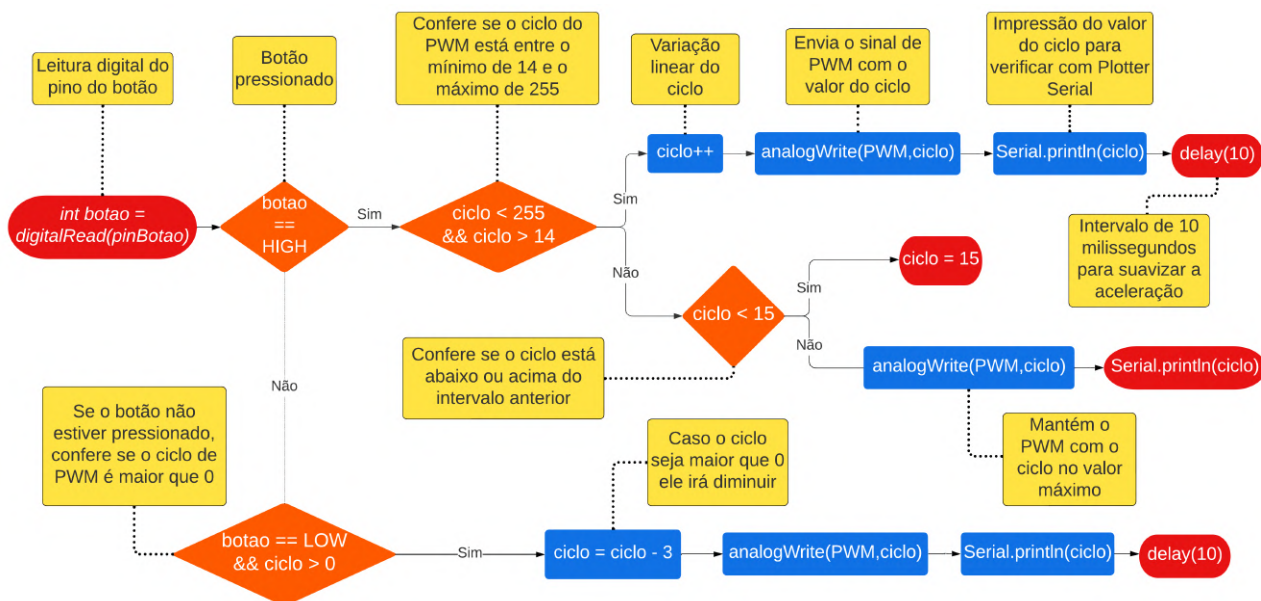 Leitura digital do
pino do botão
Botão
pressionado
Confere se o ciclo do
PWM está entre o
mínimo de 14 e o
máximo de 255
Variação
linear do
ciclo
Envia o sinal de
PWM com o
valor do ciclo
Impressão do valor
do ciclo para
verificar com Plotter
Serial
int botao =
digitalRead(pinBotao)
botao
==
HIGH
Sim
ciclo < 255
&& ciclo > 14
Sim
ciclo++
analogWrite(PWM,ciclo)
Serial.println(ciclo)
delay(10)
Intervalo de 10
milissegundos
para suavizar a
aceleração
Não
ciclo < 15
Sim
ciclo = 15
Não
analogWrite(PWM,ciclo)
Serial.println(ciclo)
Confere se o ciclo está
abaixo ou acima do
intervalo anterior
Mantém o
PWM com o
ciclo no valor
máximo
Não
Se o botão não
estiver pressionado,
confere se o ciclo de
PWM é maior que 0
Caso o ciclo
seja maior que 0
ele irá diminuir
botao == LOW
&& ciclo > 0
Sim
ciclo = ciclo - 3
analogWrite(PWM,ciclo)
Serial.println(ciclo)
delay(10)